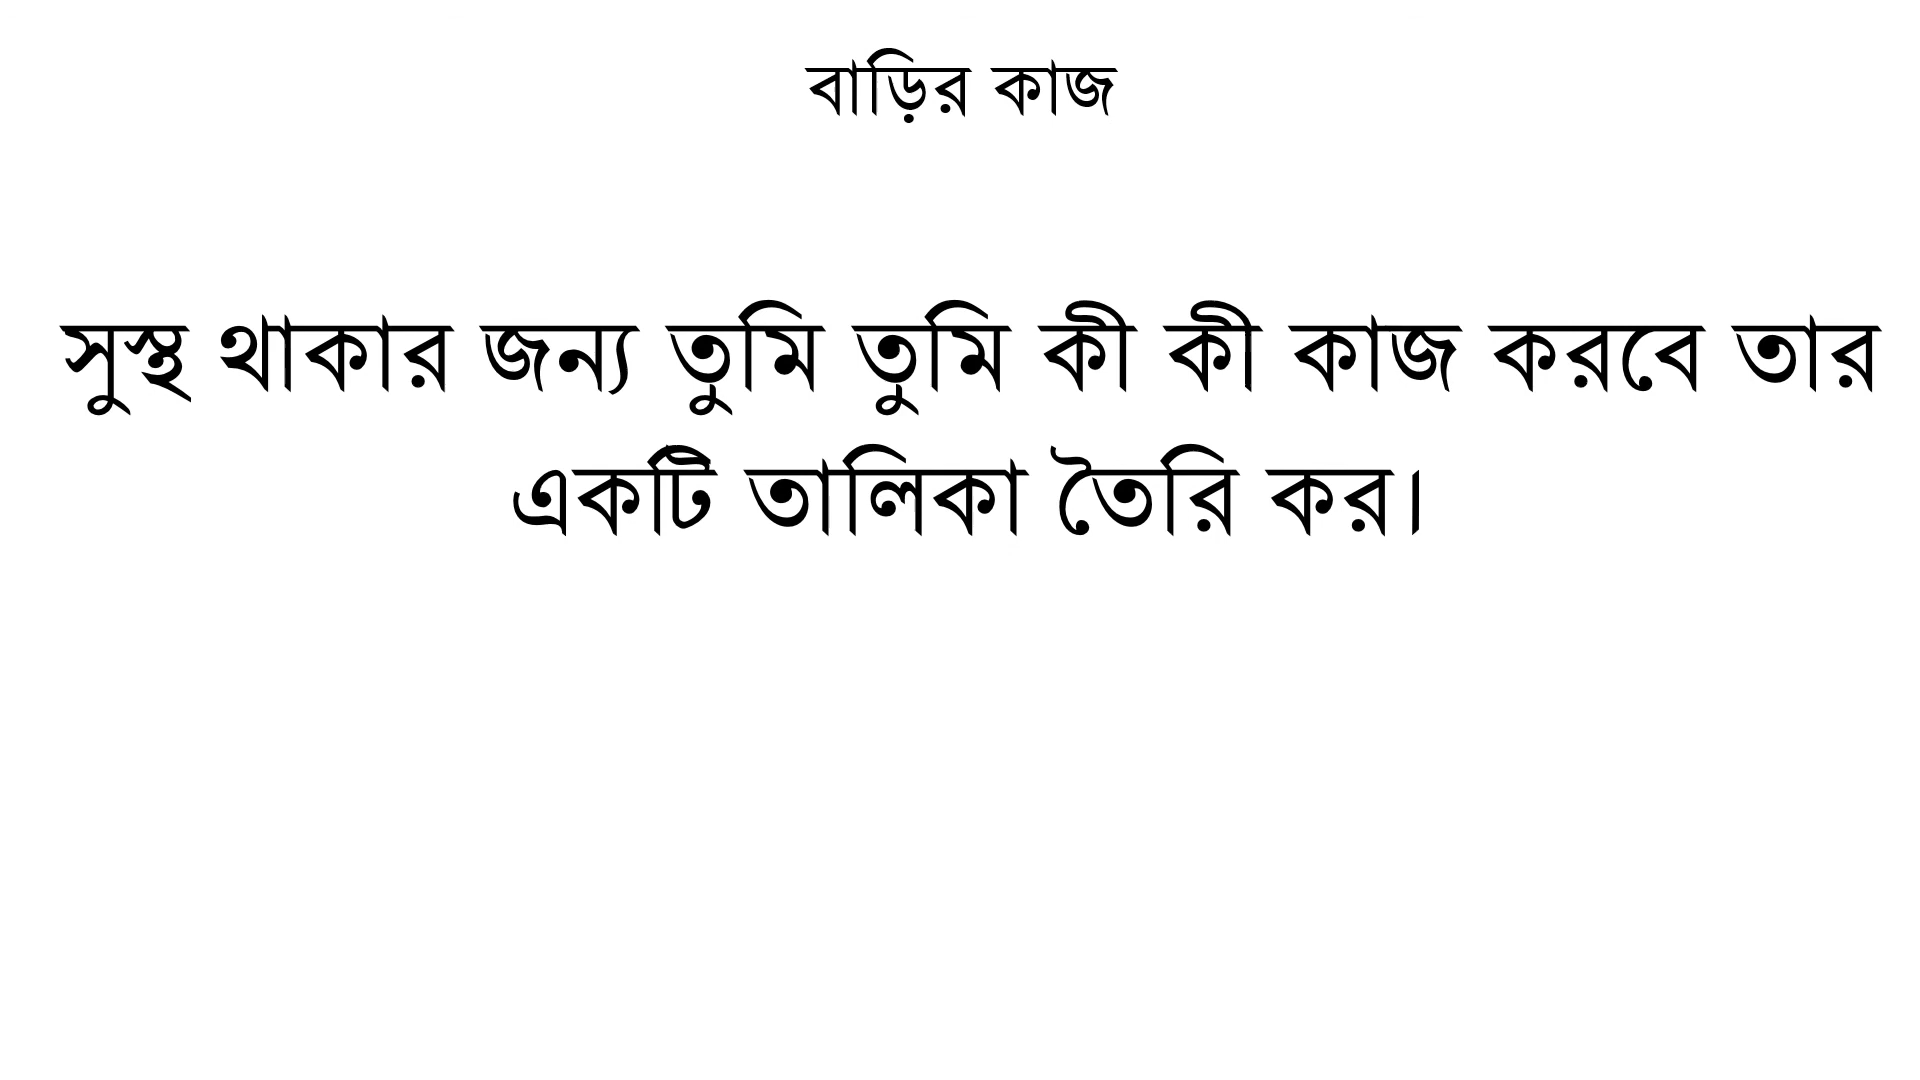 বাড়ির কাজ
সুস্থ থাকার জন্য তুমি তুমি কী কী কাজ করবে তার
একটি তালিকা তৈরি কর।